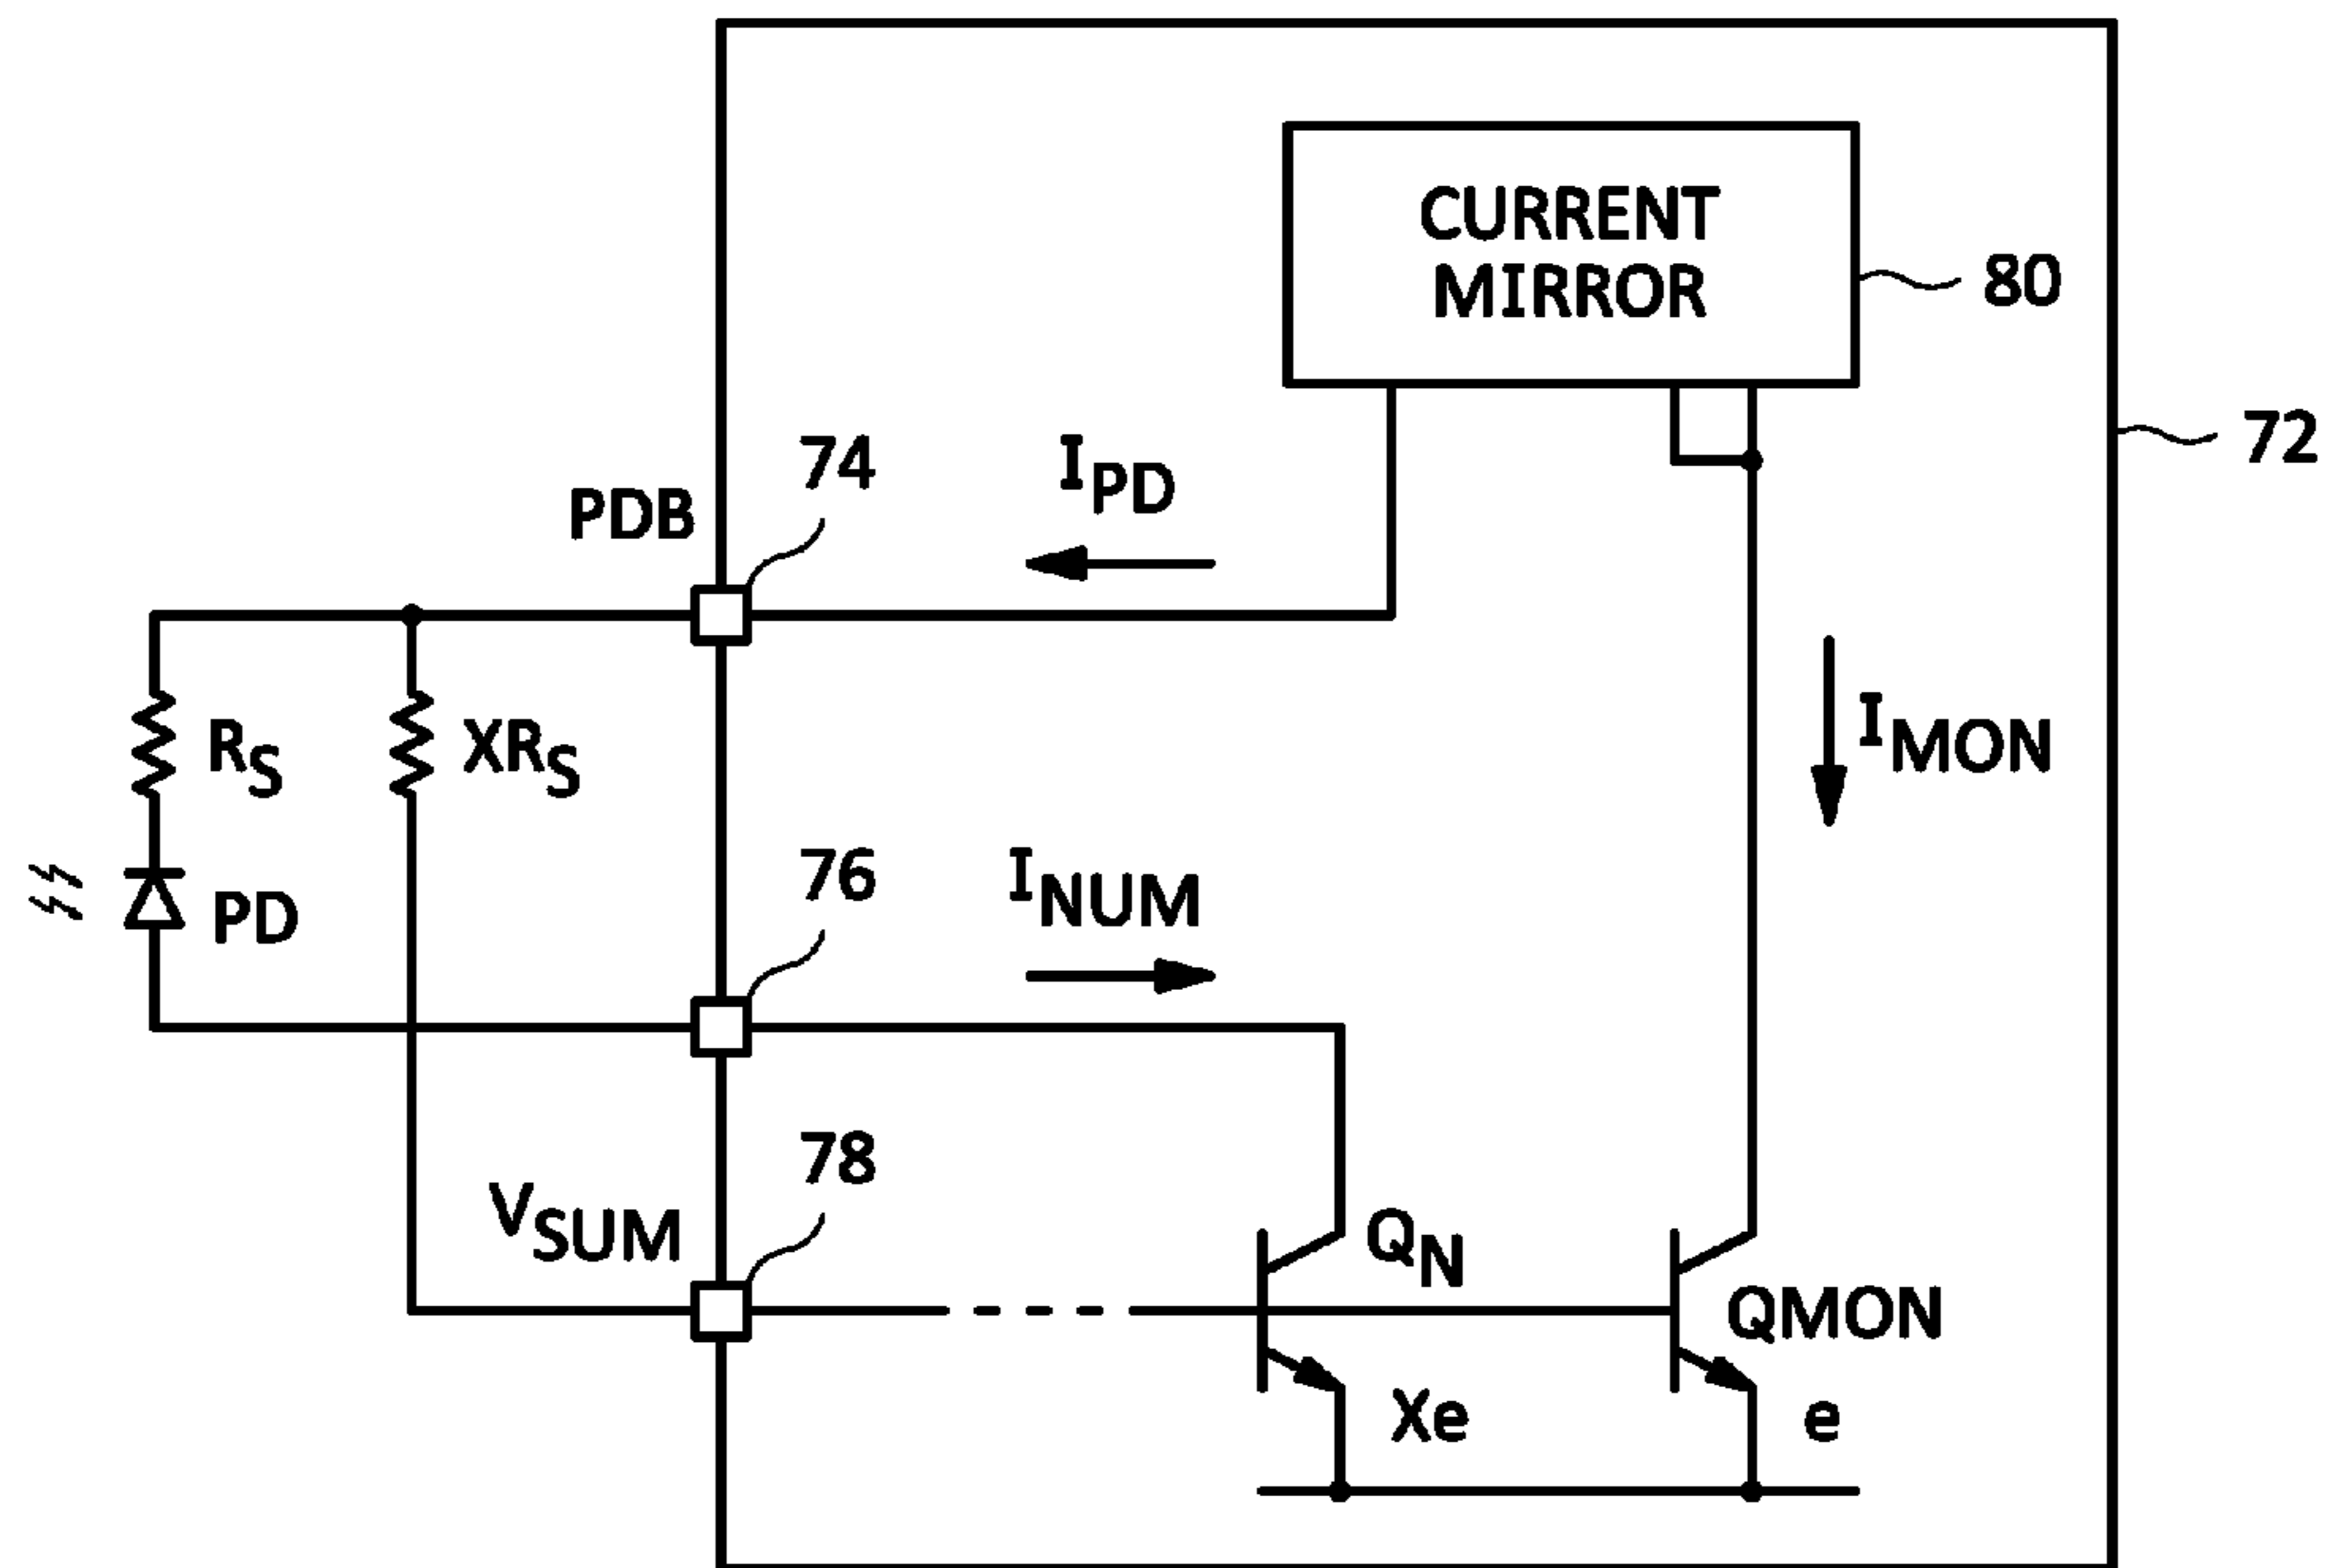 CURRENT
MIRROR
80
72
74
PDB
IPD
RS
XRS
IMON
PD
76
INUM
78
VSUM
QN
QMON
Xe
e